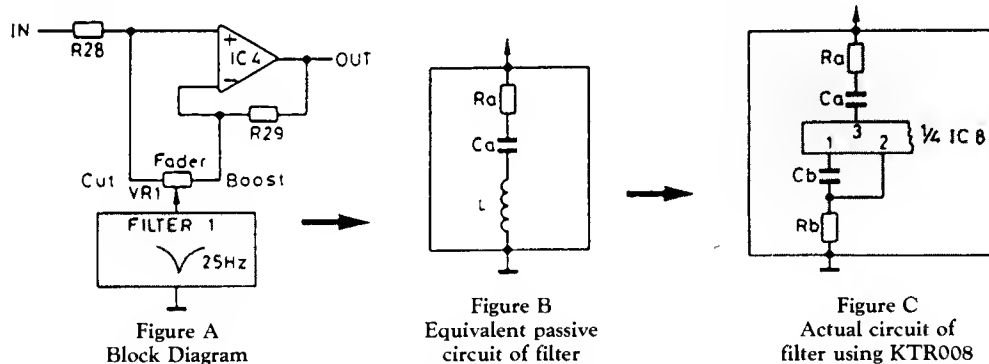 IN
R28
+
IC4
−
OUT
R29
Fader
Cut
VR1
Boost
FILTER 1
25Hz
Figure A
Block Diagram
Ra
Ca
L
Figure B
Equivalent passive
circuit of filter
Ra
Ca
3
1
2
¼ IC 8
Cb
Rb
Figure C
Actual circuit of
filter using KTR008